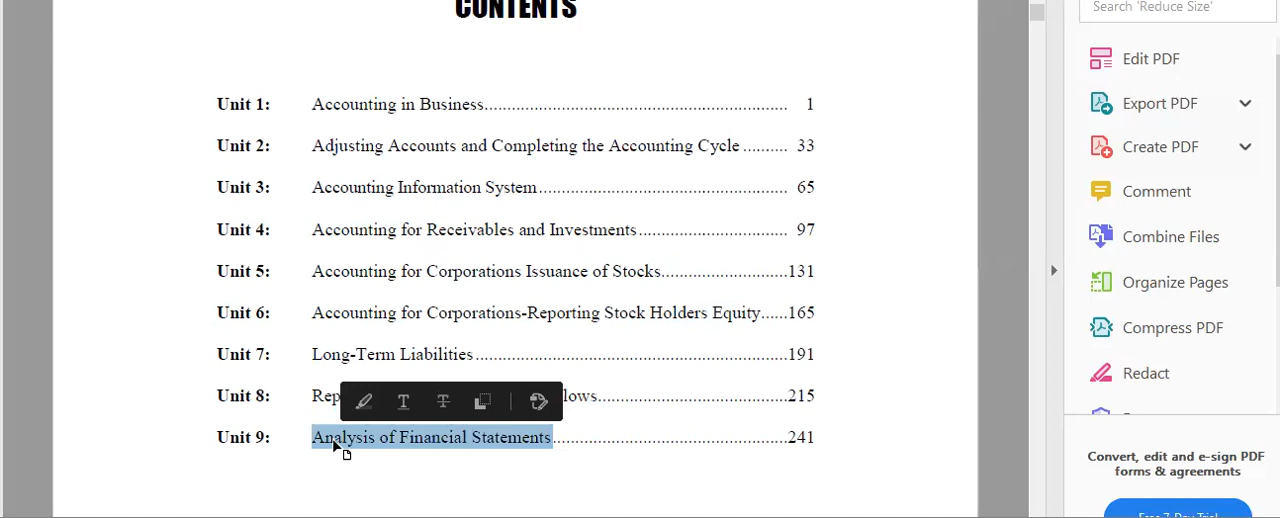 CONTENTS
Search 'Reduce Size'
Edit PDF
Unit 1: Accounting in Business 1
Export PDF
Unit 2: Adjusting Accounts and Completing the Accounting Cycle 33
Create PDF
Unit 3: Accounting Information System 65
Comment
Unit 4: Accounting for Receivables and Investments 97
Combine Files
Unit 5: Accounting for Corporations Issuance of Stocks 131
Organize Pages
Unit 6: Accounting for Corporations-Reporting Stock Holders Equity 165
Compress PDF
Unit 7: Long-Term Liabilities 191
Redact
Unit 8: Rep lows 215
Unit 9: Analysis of Financial Statements 241
Convert, edit and e-sign PDF
forms & agreements
Free 7-Day Trial